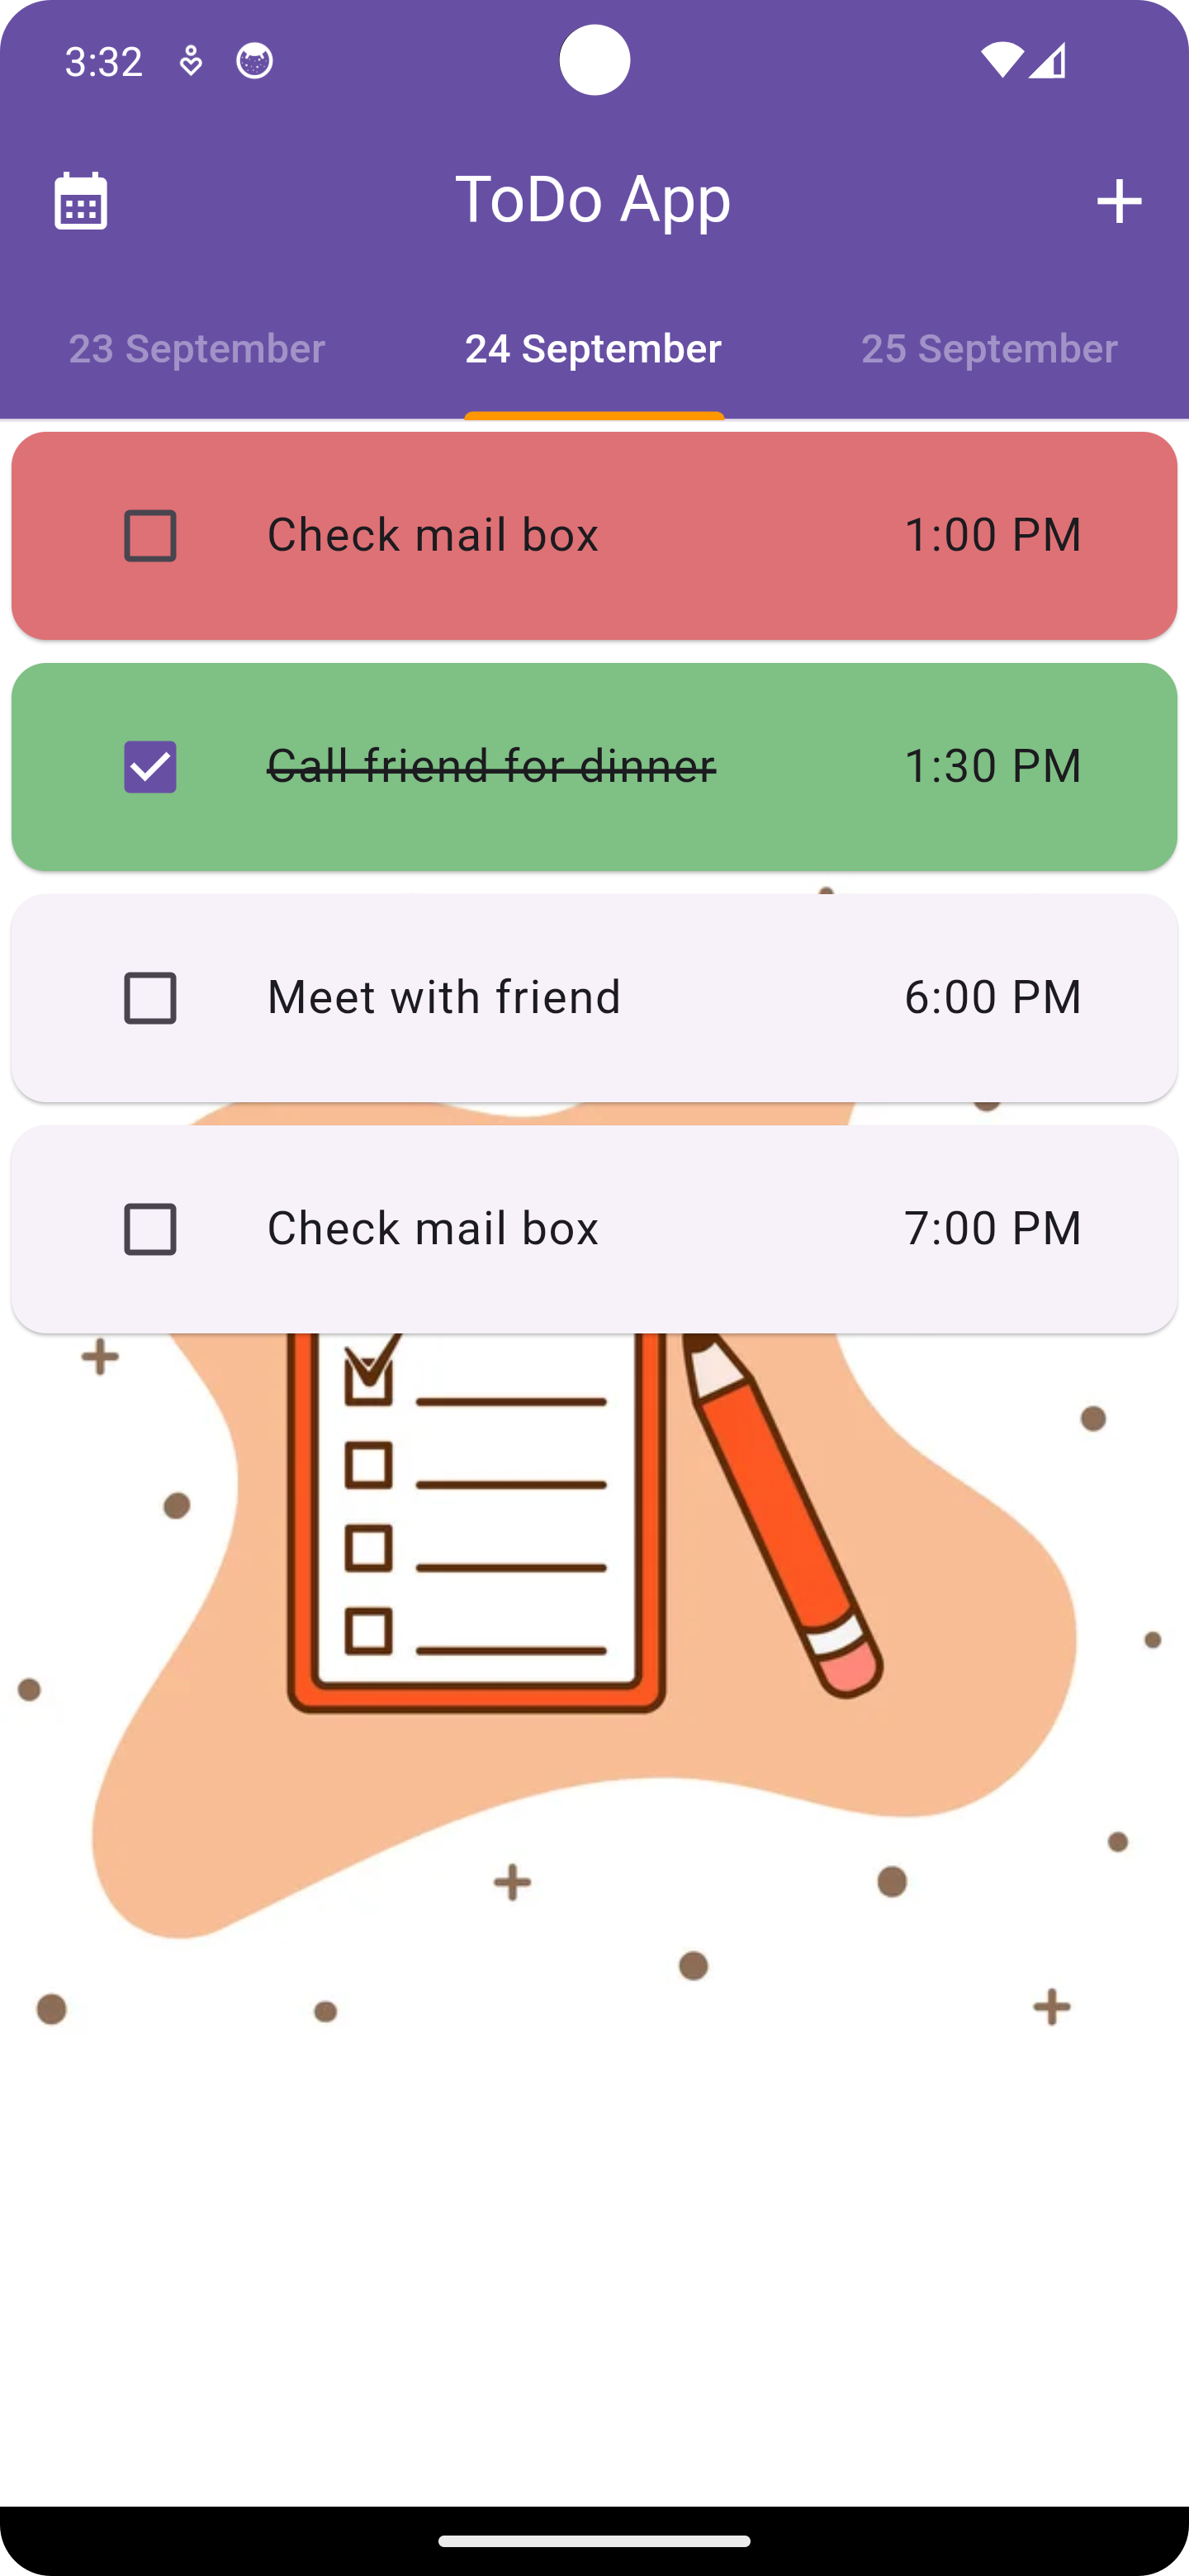 3:32
ToDo App
23 September 24 September 25 September
Check mail box 1:00 PM
Call friend for dinner 1:30 PM
Meet with friend 6:00 PM
Check mail box 7:00 PM